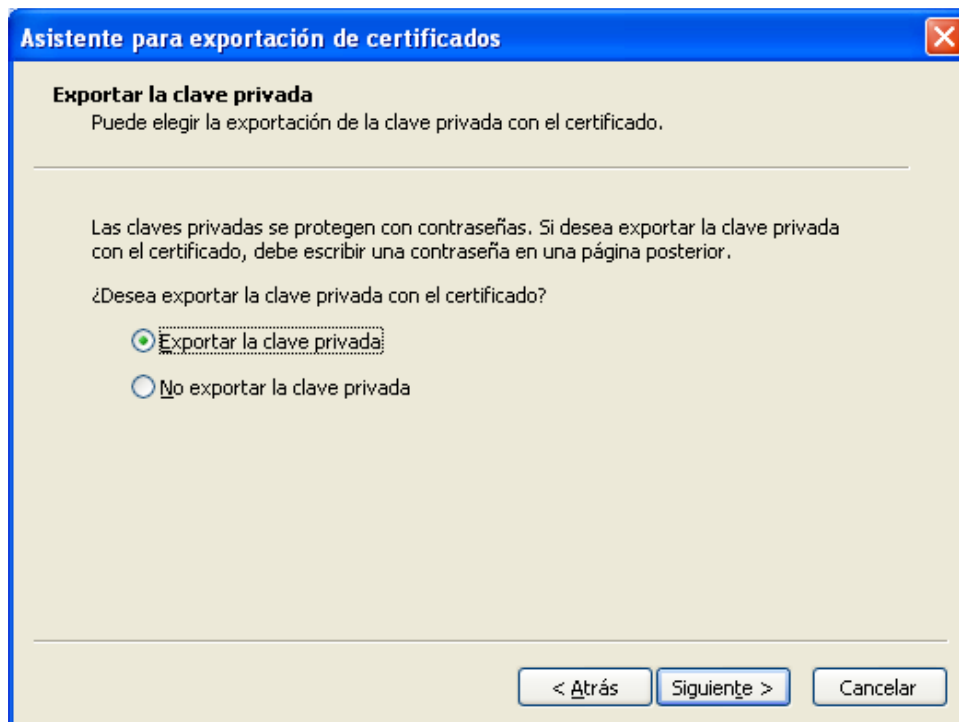 Asistente para exportación de certificados
Exportar la clave privada
Puede elegir la exportación de la clave privada con el certificado.
Las claves privadas se protegen con contraseñas. Si desea exportar la clave privada
con el certificado, debe escribir una contraseña en una página posterior.
¿Desea exportar la clave privada con el certificado?
Exportar la clave privada
No exportar la clave privada
< Atrás Siguiente > Cancelar